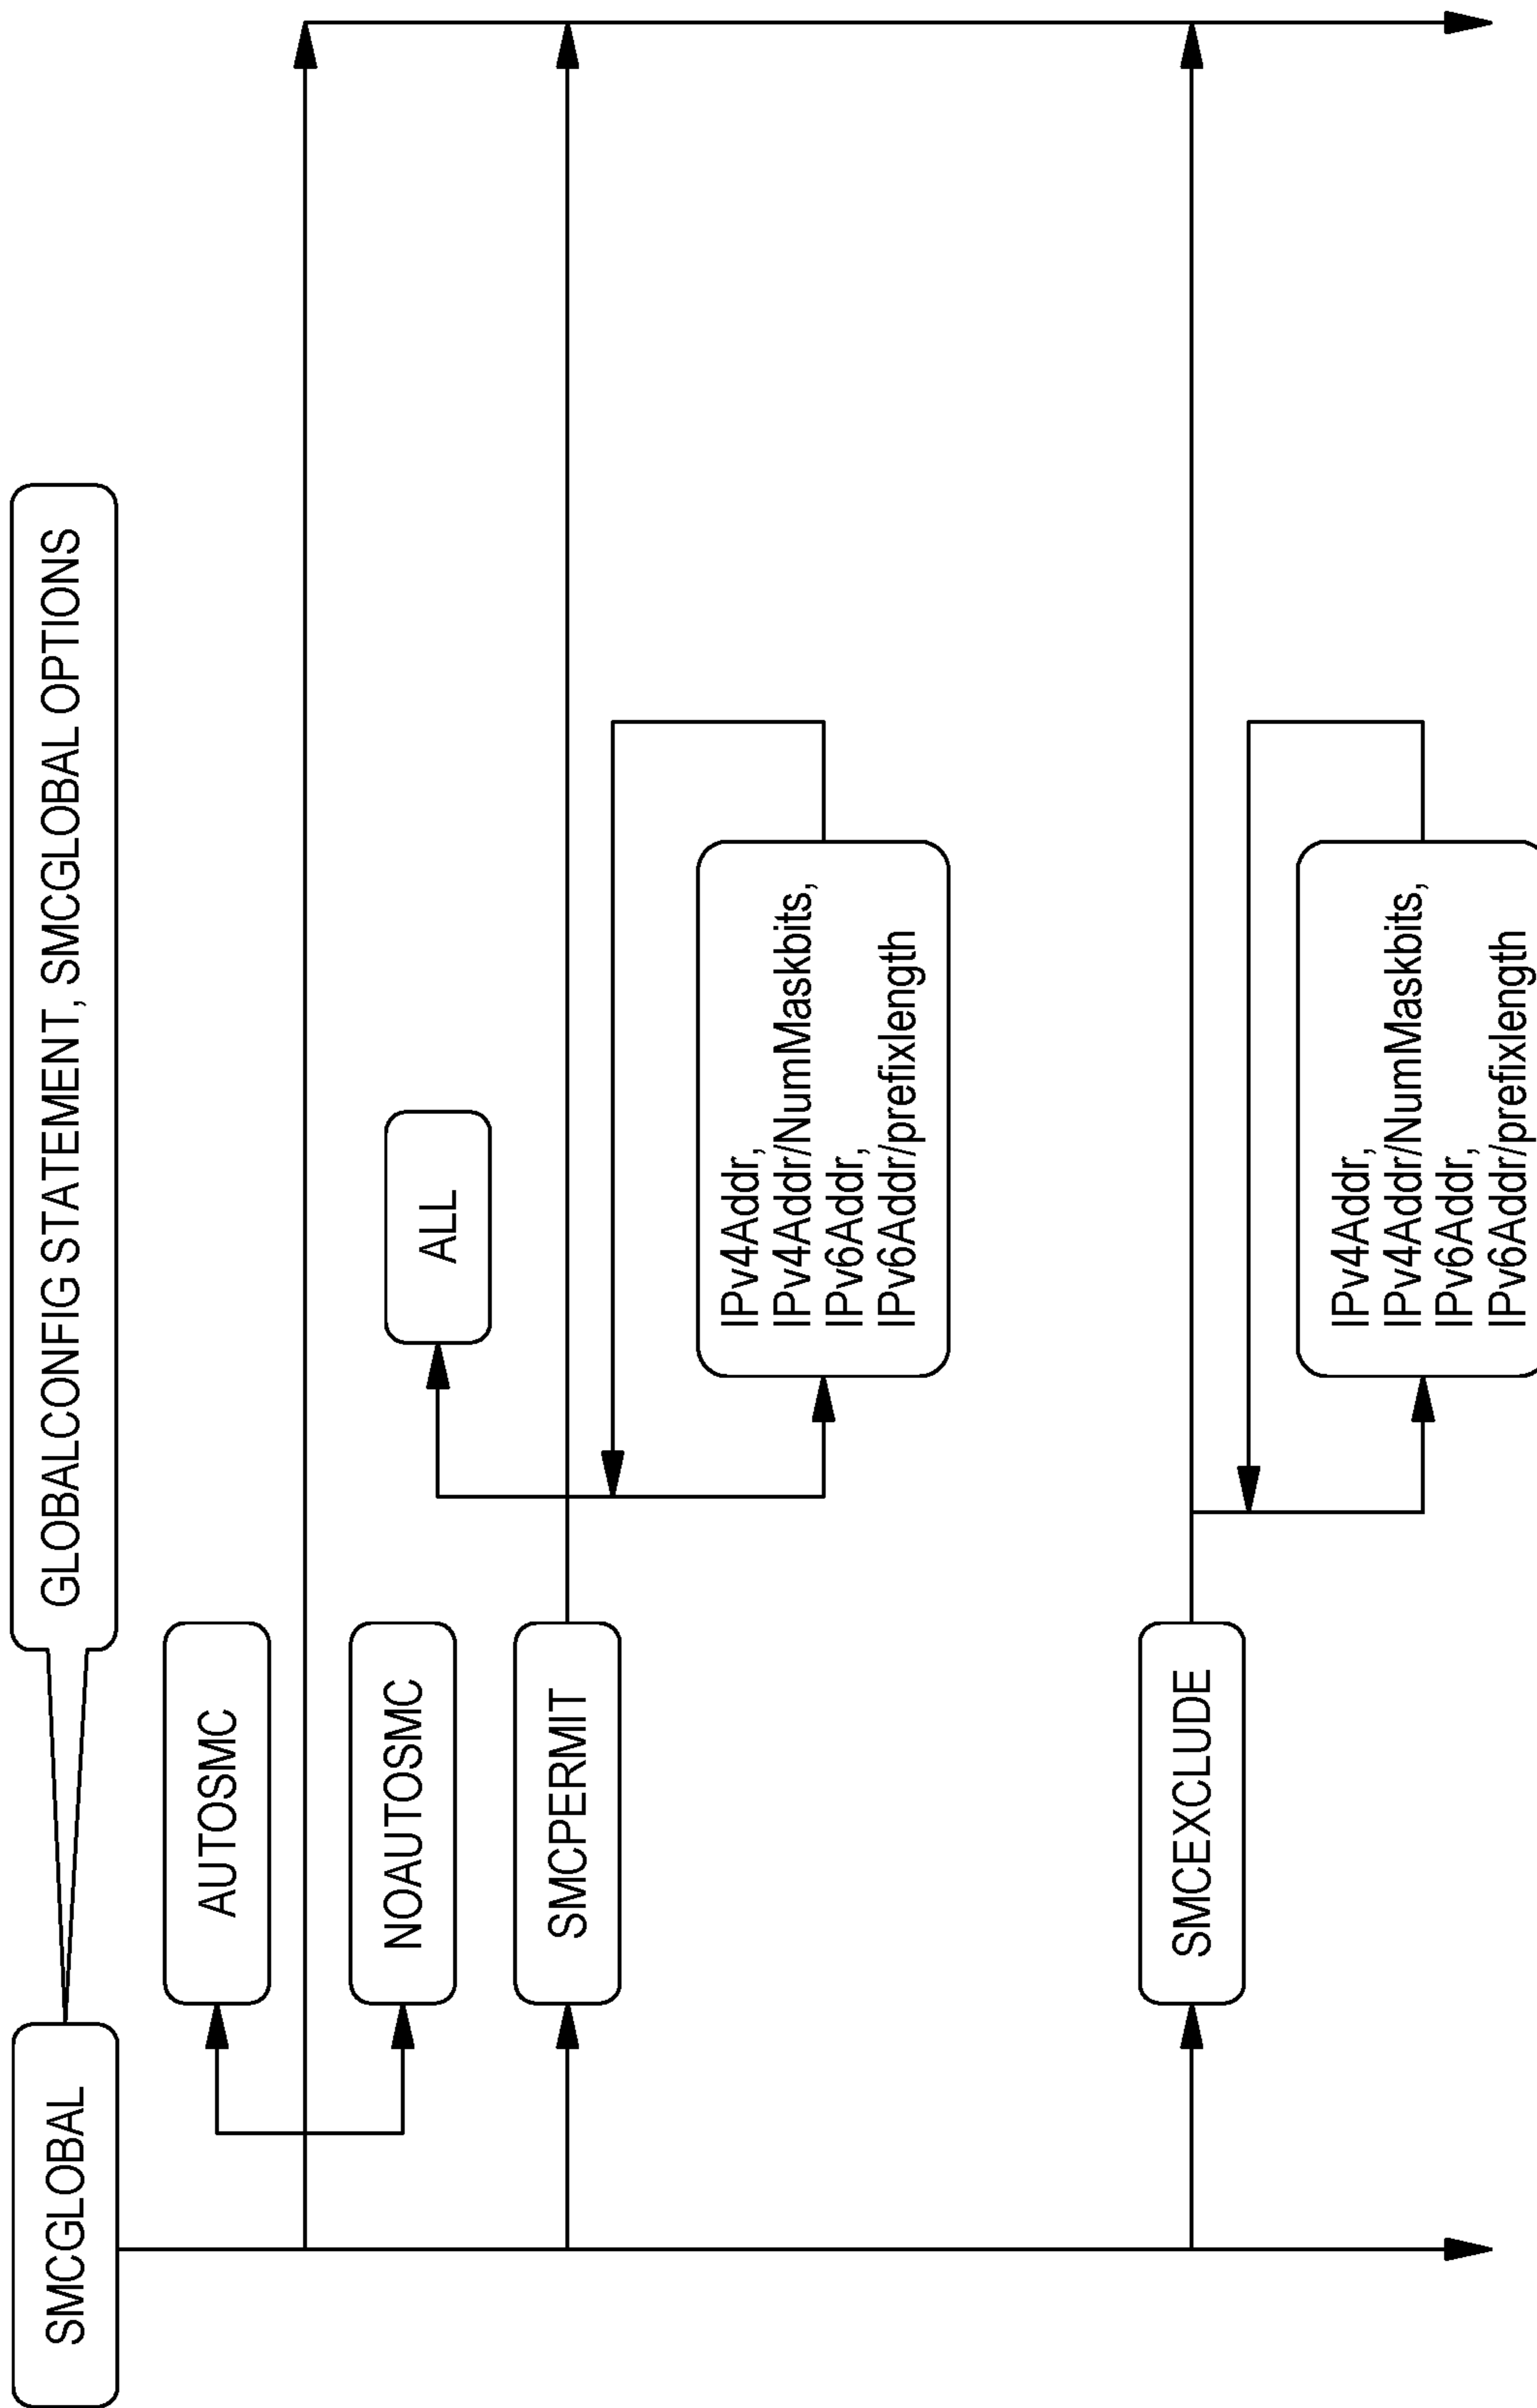 SMCGLOBAL
GLOBALCONFIG STATEMENT, SMCGLOBAL OPTIONS
AUTOSMC
NOAUTOSMC
ALL
SMCPERMIT
IPv4Addr,
IPv4Addr/NumMaskbits,
IPv6Addr,
IPv6Addr/prefixlength
SMCEXCLUDE
IPv4Addr,
IPv4Addr/NumMaskbits,
IPv6Addr,
IPv6Addr/prefixlength